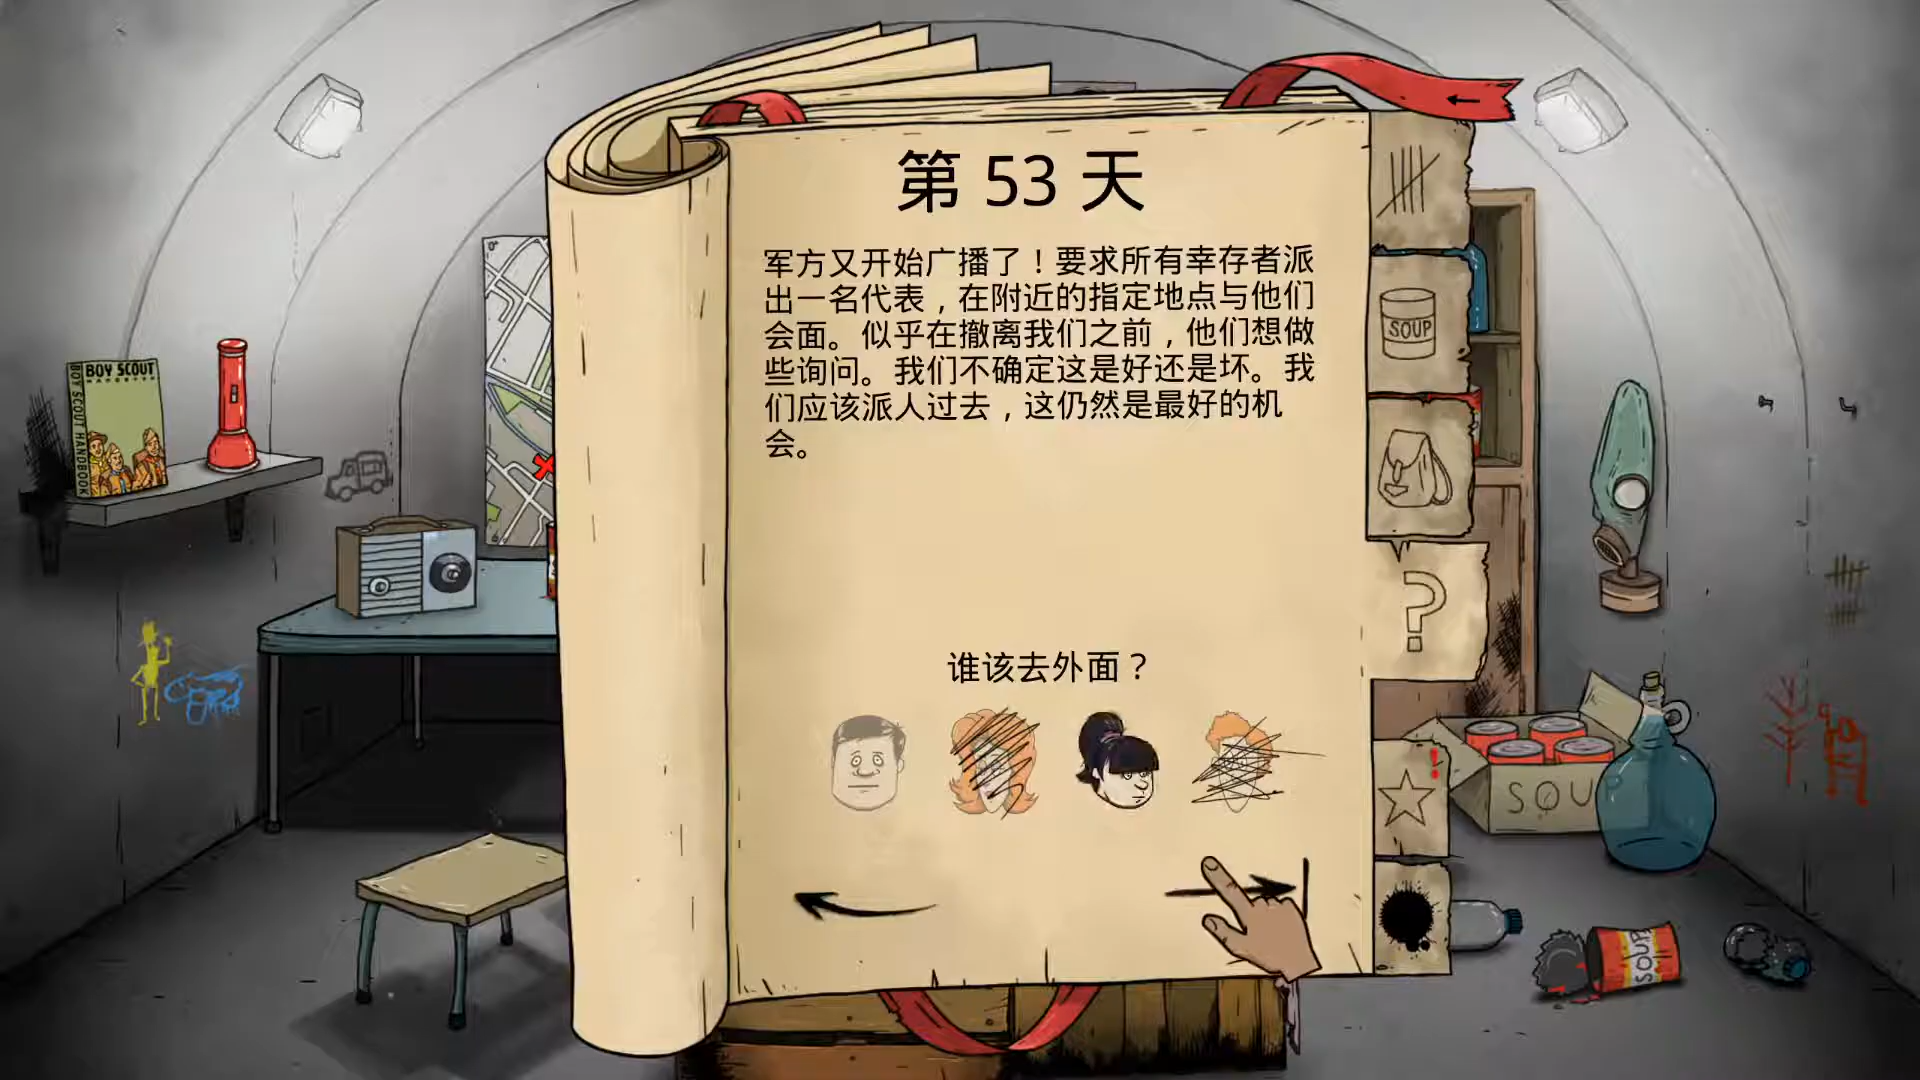 第 53 天
军方又开始广播了！要求所有幸存者派
出一名代表，在附近的指定地点与他们
会面。似乎在撤离我们之前，他们想做
些询问。我们不确定这是好还是坏。我
们应该派人过去，这仍然是最好的机
会。
谁该去外面？
BOY SCOUT
HANDBOOK
BOY SCOUT HANDBOOK
SOUP
?
!
SOU
SOUP